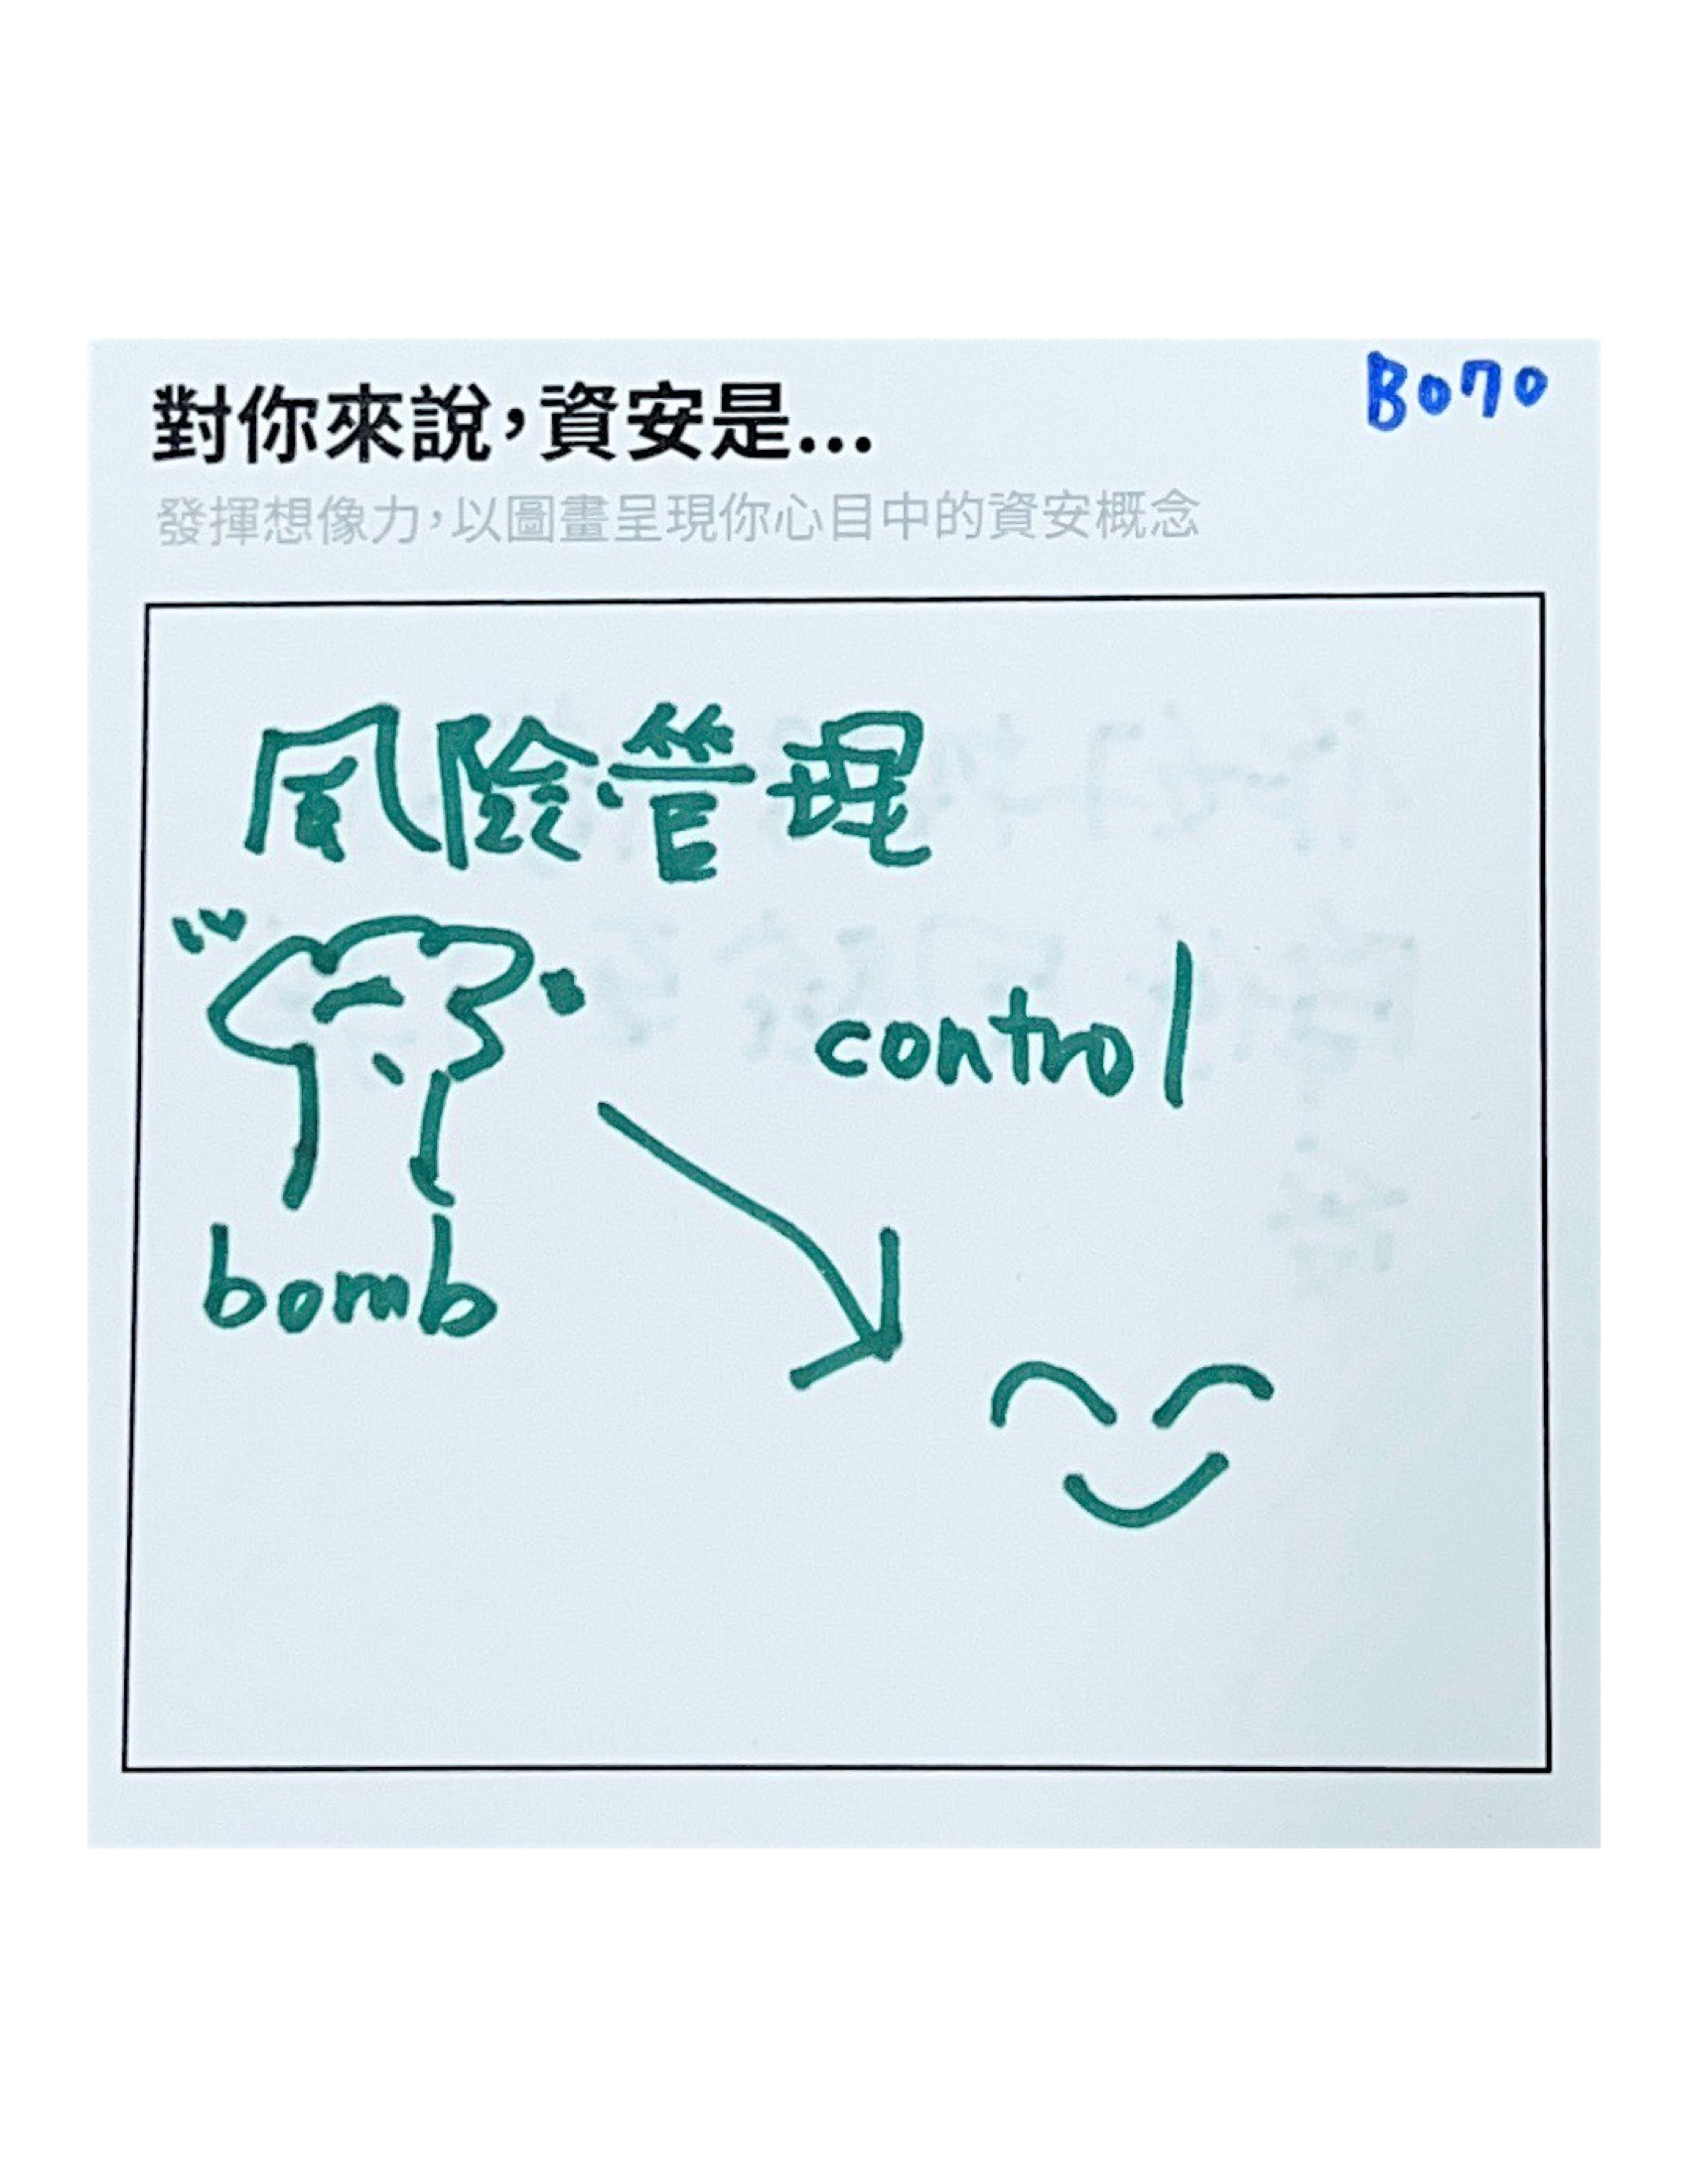 對你來說，資安是...
B070
發揮想像力，以圖畫呈現你心目中的資安概念
風險管理
control
bomb